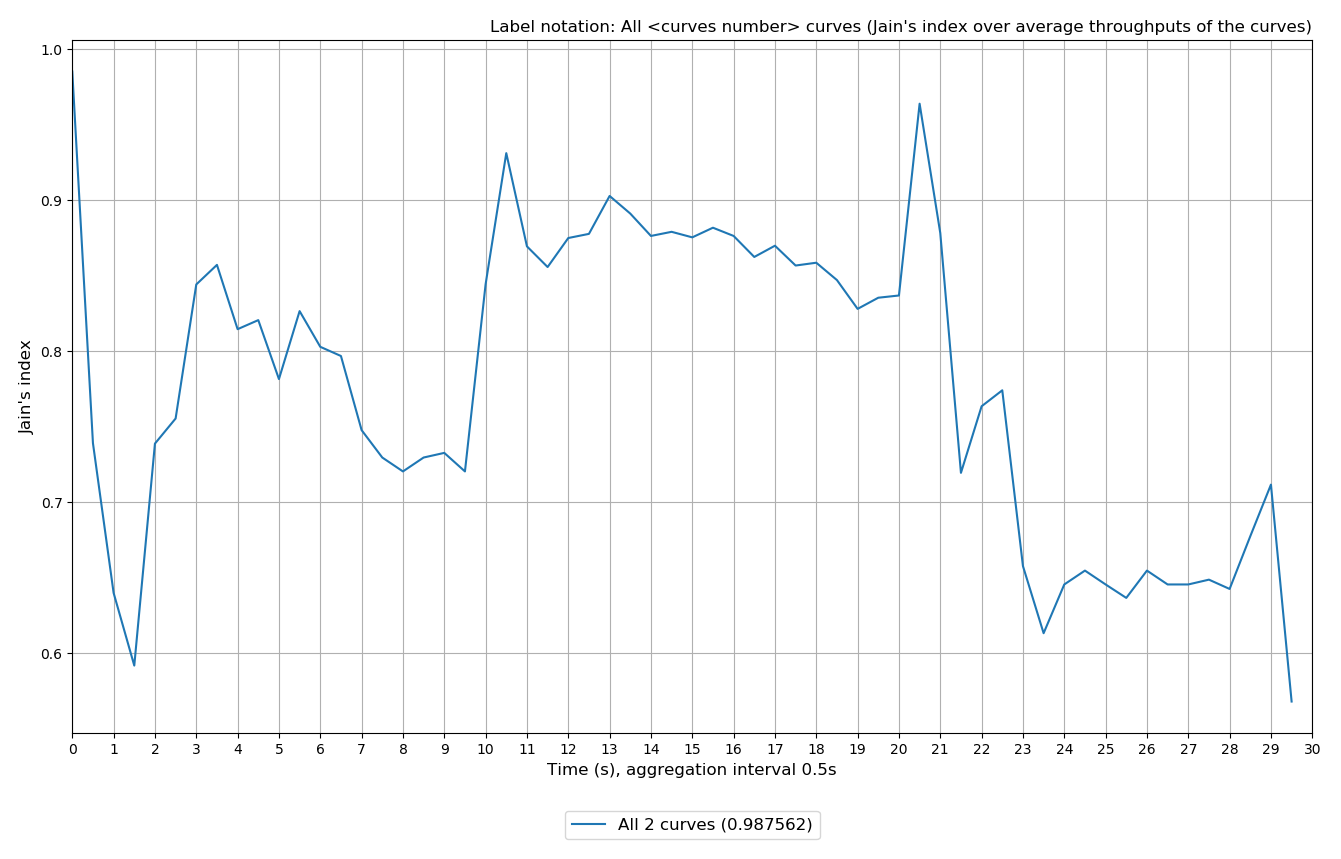 Label notation: All <curves number> curves (Jain's index over average throughputs of the curves)
1.0
0.9
0.8
0.7
0.6
Jain's index
0 1 2 3 4 5 6 7 8 9 10 11 12 13 14 15 16 17 18 19 20 21 22 23 24 25 26 27 28 29 30
Time (s), aggregation interval 0.5s
All 2 curves (0.987562)